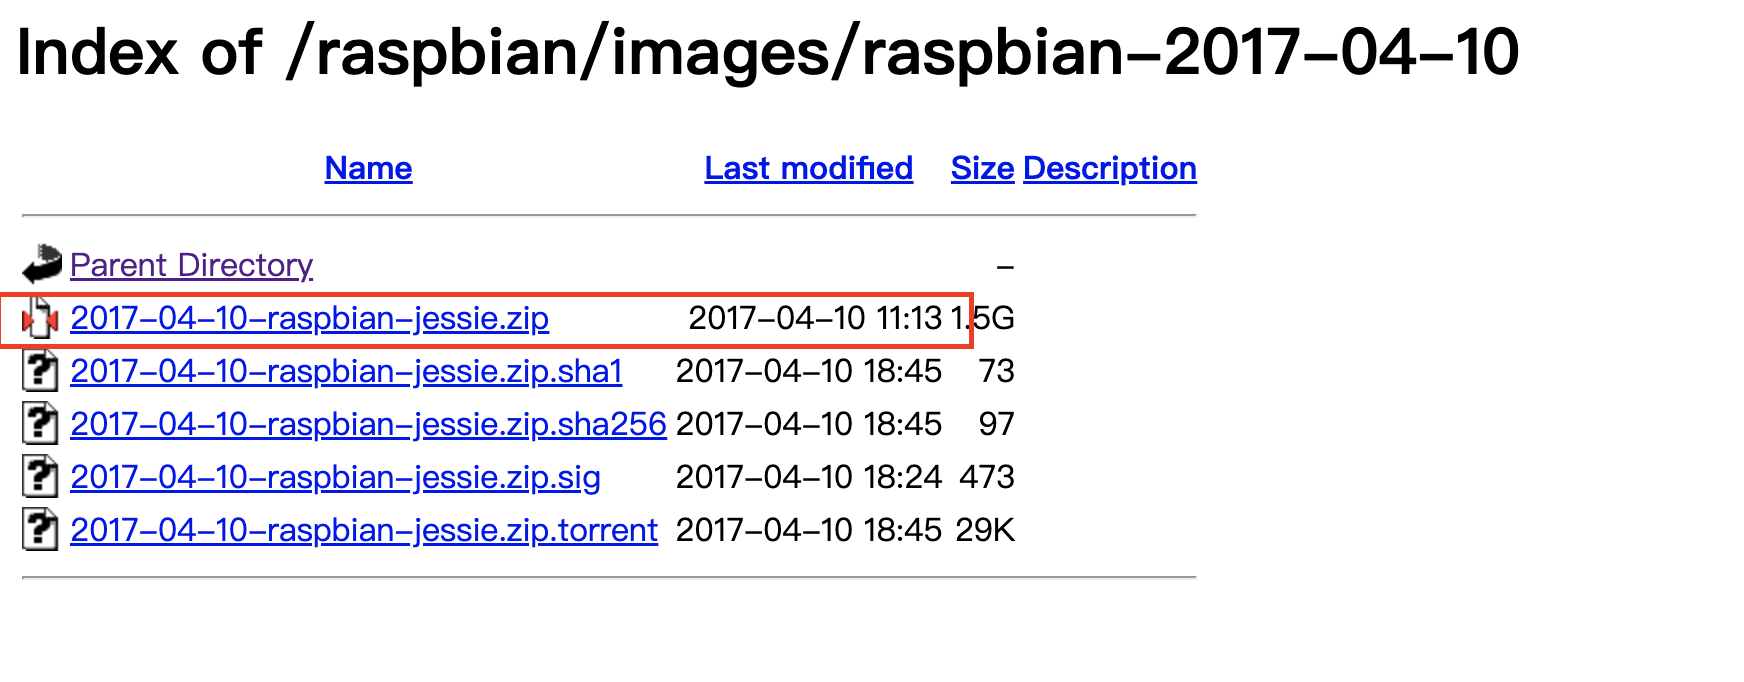 Index of /raspbian/images/raspbian-2017-04-10
Name Last modified Size Description
Parent Directory -
2017-04-10-raspbian-jessie.zip 2017-04-10 11:13 1.5G
2017-04-10-raspbian-jessie.zip.sha1 2017-04-10 18:45 73
2017-04-10-raspbian-jessie.zip.sha256 2017-04-10 18:45 97
2017-04-10-raspbian-jessie.zip.sig 2017-04-10 18:24 473
2017-04-10-raspbian-jessie.zip.torrent 2017-04-10 18:45 29K